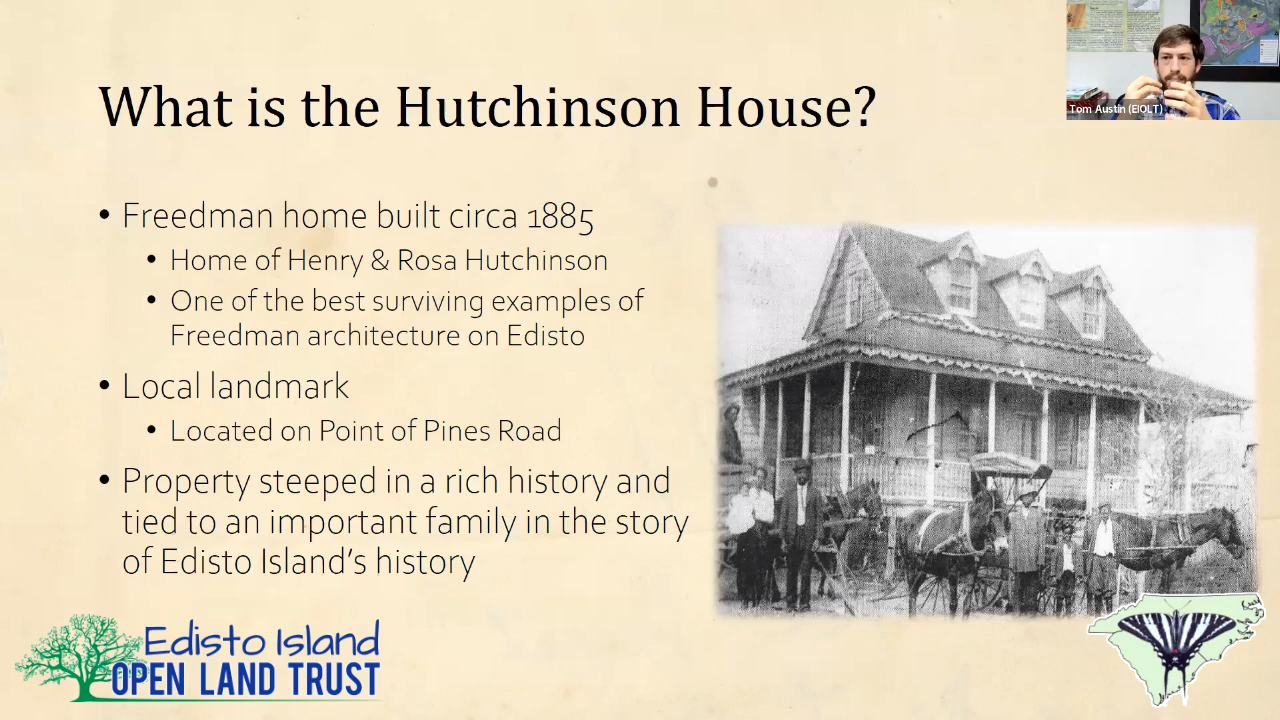 What is the Hutchinson House?
Tom Austin (EIOLT)
• Freedman home built circa 1885
• Home of Henry & Rosa Hutchinson
• One of the best surviving examples of
Freedman architecture on Edisto
• Local landmark
• Located on Point of Pines Road
• Property steeped in a rich history and
tied to an important family in the story
of Edisto Island's history
Edisto Island
OPEN LAND TRUST